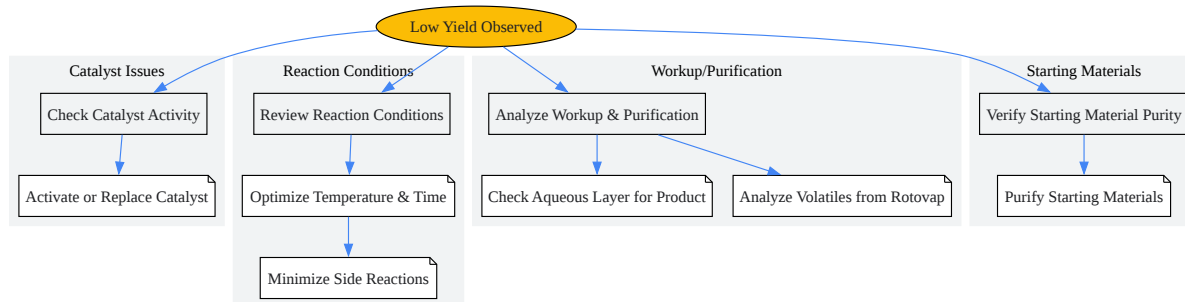 Low Yield Observed
Catalyst Issues
Reaction Conditions
Workup/Purification
Starting Materials
Check Catalyst Activity
Review Reaction Conditions
Analyze Workup & Purification
Verify Starting Material Purity
Activate or Replace Catalyst
Optimize Temperature & Time
Check Aqueous Layer for Product
Analyze Volatiles from Rotovap
Purify Starting Materials
Minimize Side Reactions